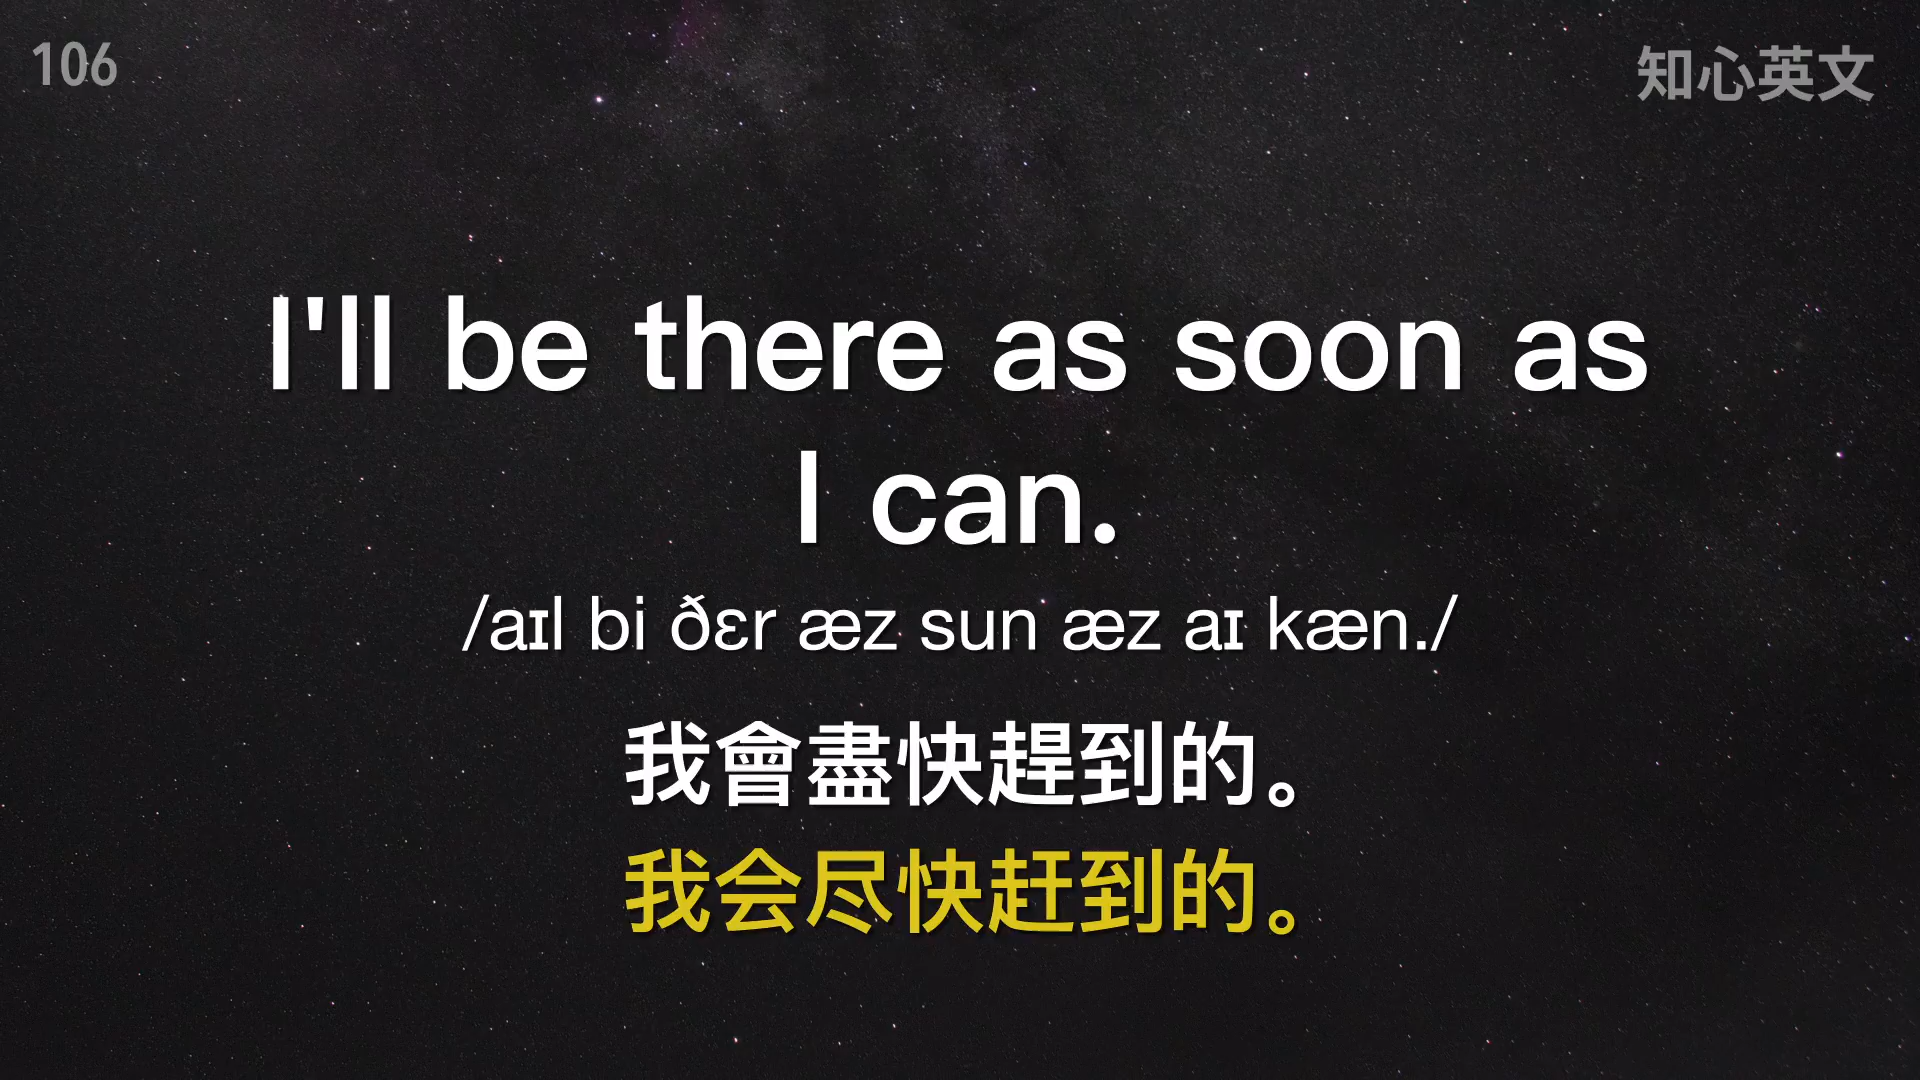 106
知心英文
I'll be there as soon as
I can.
/aɪl bi ðɛr æz sun æz aɪ kæn./
我會盡快趕到的。
我会尽快赶到的。